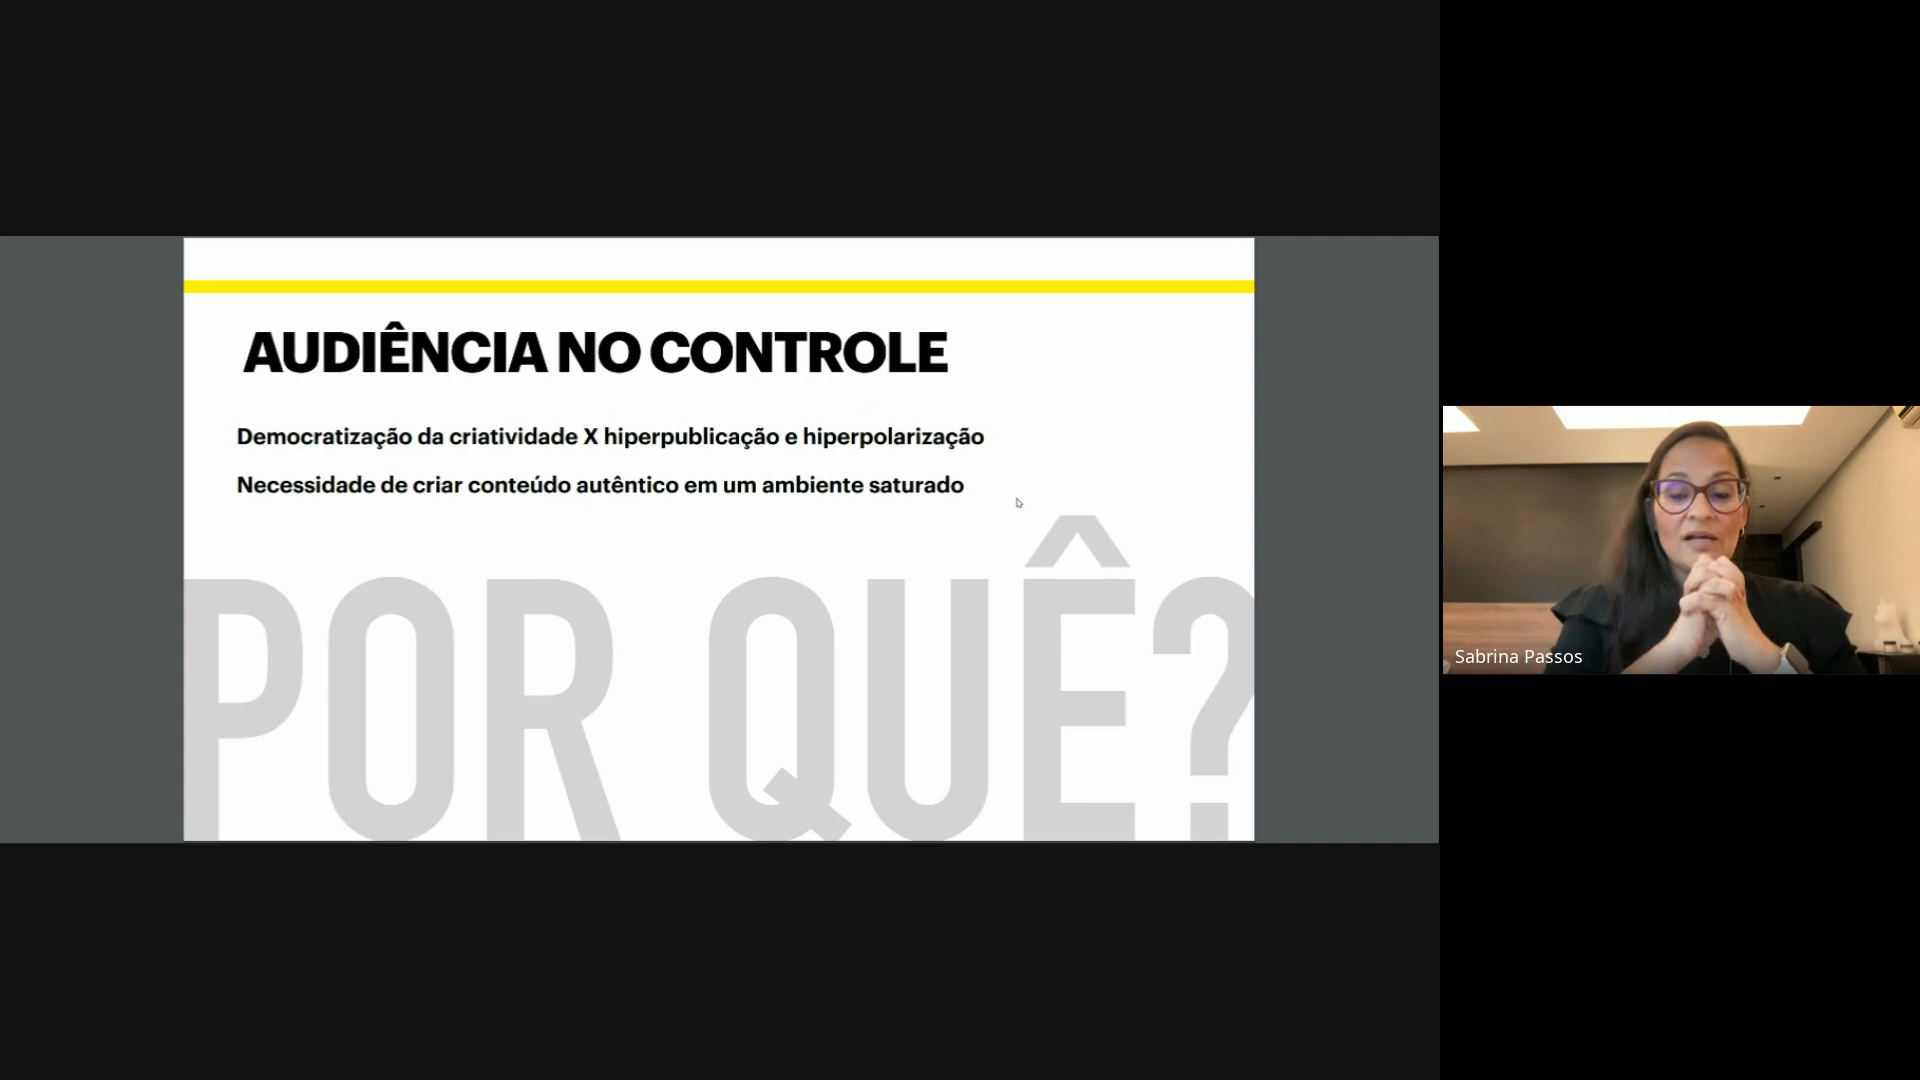 AUDIÊNCIA NO CONTROLE
Democratização da criatividade X hiperpublicação e hiperpolarização
Necessidade de criar conteúdo autêntico em um ambiente saturado
POR QUÊ?
Sabrina Passos